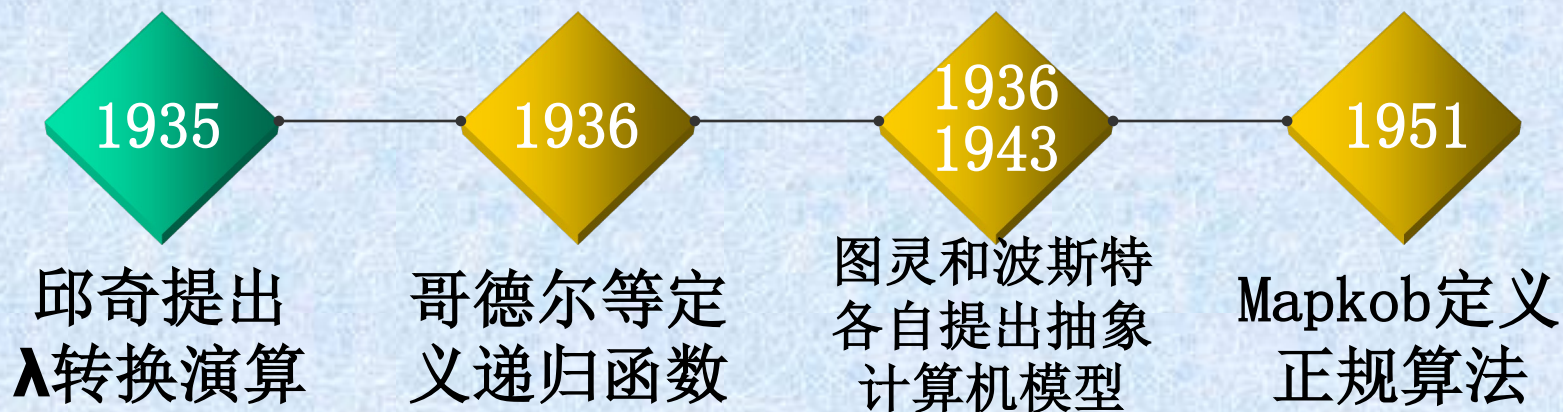 1935
邱奇提出
λ转换演算
1936
哥德尔等定
义递归函数
1936
1943
图灵和波斯特
各自提出抽象
计算机模型
1951
Mapkob定义
正规算法